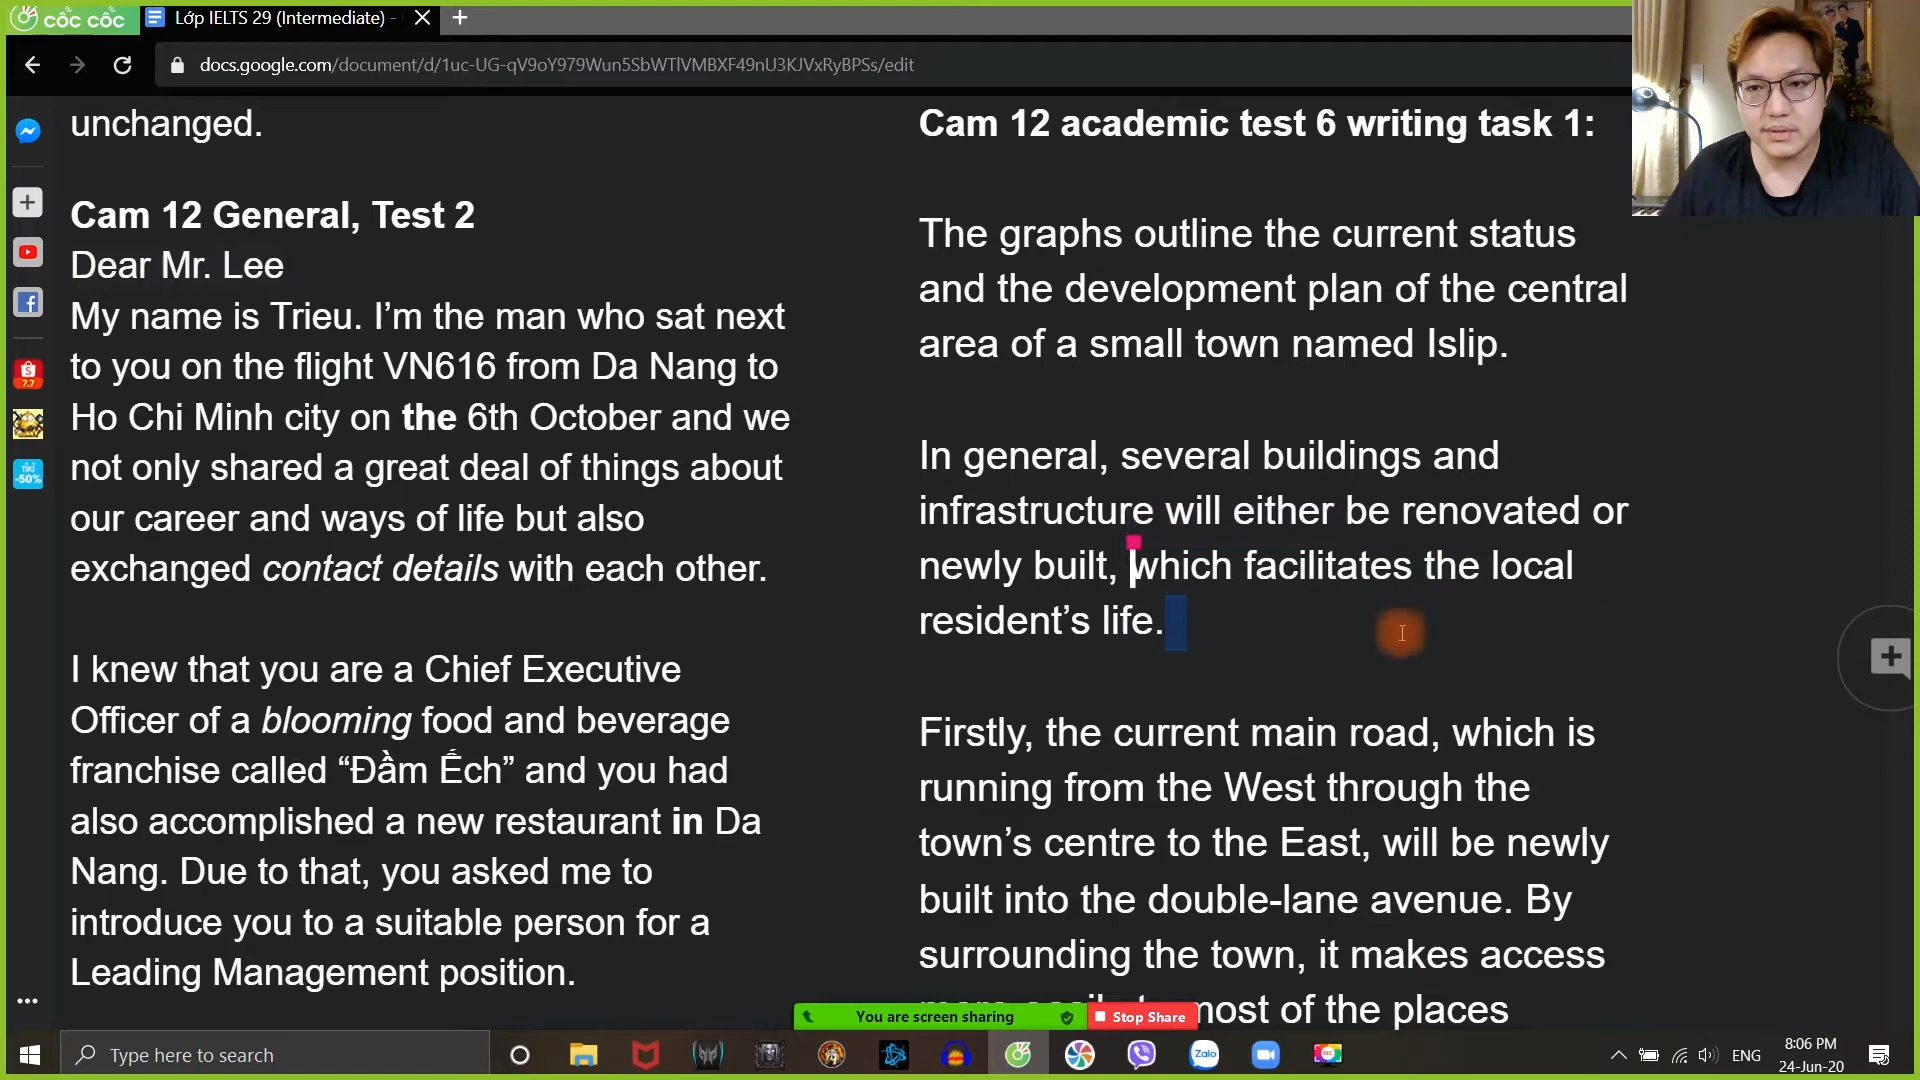 cốc cốc
Lớp IELTS 29 (Intermediate) -
docs.google.com/document/d/1uc-UG-qV9oY979Wun5SbWTlVMBXF49nU3KJVxRyBPSs/edit
unchanged.
Cam 12 General, Test 2
Dear Mr. Lee
My name is Trieu. I’m the man who sat next
to you on the flight VN616 from Da Nang to
Ho Chi Minh city on the 6th October and we
not only shared a great deal of things about
our career and ways of life but also
exchanged contact details with each other.
I knew that you are a Chief Executive
Officer of a blooming food and beverage
franchise called “Đầm Ếch” and you had
also accomplished a new restaurant in Da
Nang. Due to that, you asked me to
introduce you to a suitable person for a
Leading Management position.
Cam 12 academic test 6 writing task 1:
The graphs outline the current status
and the development plan of the central
area of a small town named Islip.
In general, several buildings and
infrastructure will either be renovated or
newly built, which facilitates the local
resident’s life.
Firstly, the current main road, which is
running from the West through the
town’s centre to the East, will be newly
built into the double-lane avenue. By
surrounding the town, it makes access
most of the places
7.7
TIKI
-50%
You are screen sharing
Stop Share
Type here to search
Zalo
ENG
8:06 PM
24-Jun-20